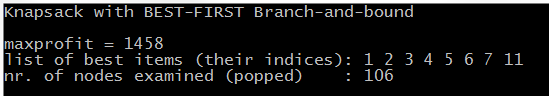 Knapsack with BEST-FIRST Branch-and-bound
maxprofit = 1458
list of best items (their indices): 1 2 3 4 5 6 7 11
nr. of nodes examined (popped)    : 106